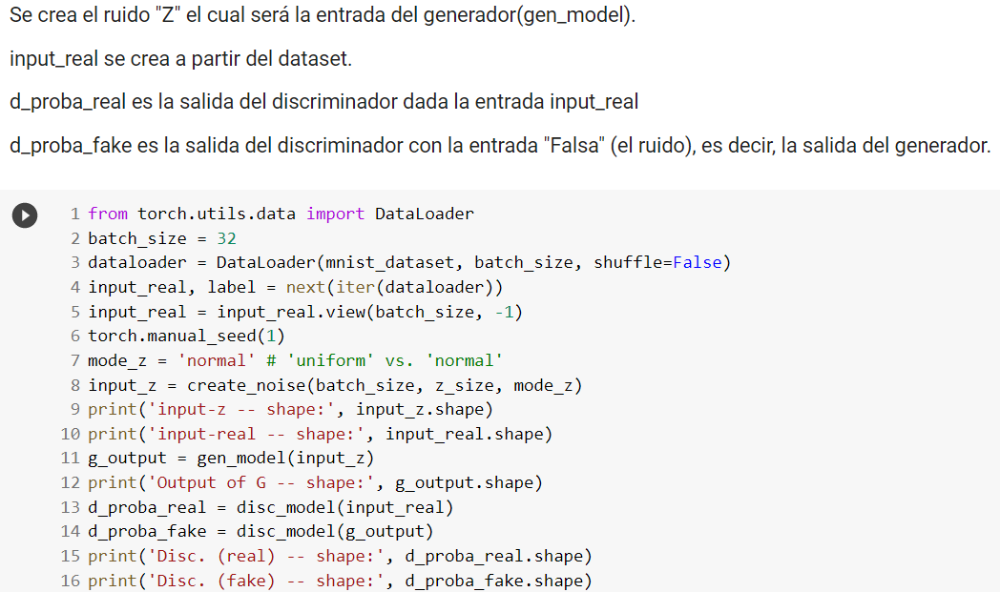 Se crea el ruido "Z" el cual será la entrada del generador(gen_model).
input_real se crea a partir del dataset.
d_proba_real es la salida del discriminador dada la entrada input_real
d_proba_fake es la salida del discriminador con la entrada "Falsa" (el ruido), es decir, la salida del generador.
1 from torch.utils.data import DataLoader
2 batch_size = 32
3 dataloader = DataLoader(mnist_dataset, batch_size, shuffle=False)
4 input_real, label = next(iter(dataloader))
5 input_real = input_real.view(batch_size, -1)
6 torch.manual_seed(1)
7 mode_z = 'normal' # 'uniform' vs. 'normal'
8 input_z = create_noise(batch_size, z_size, mode_z)
9 print('input-z -- shape:', input_z.shape)
10 print('input-real -- shape:', input_real.shape)
11 g_output = gen_model(input_z)
12 print('Output of G -- shape:', g_output.shape)
13 d_proba_real = disc_model(input_real)
14 d_proba_fake = disc_model(g_output)
15 print('Disc. (real) -- shape:', d_proba_real.shape)
16 print('Disc. (fake) -- shape:', d_proba_fake.shape)